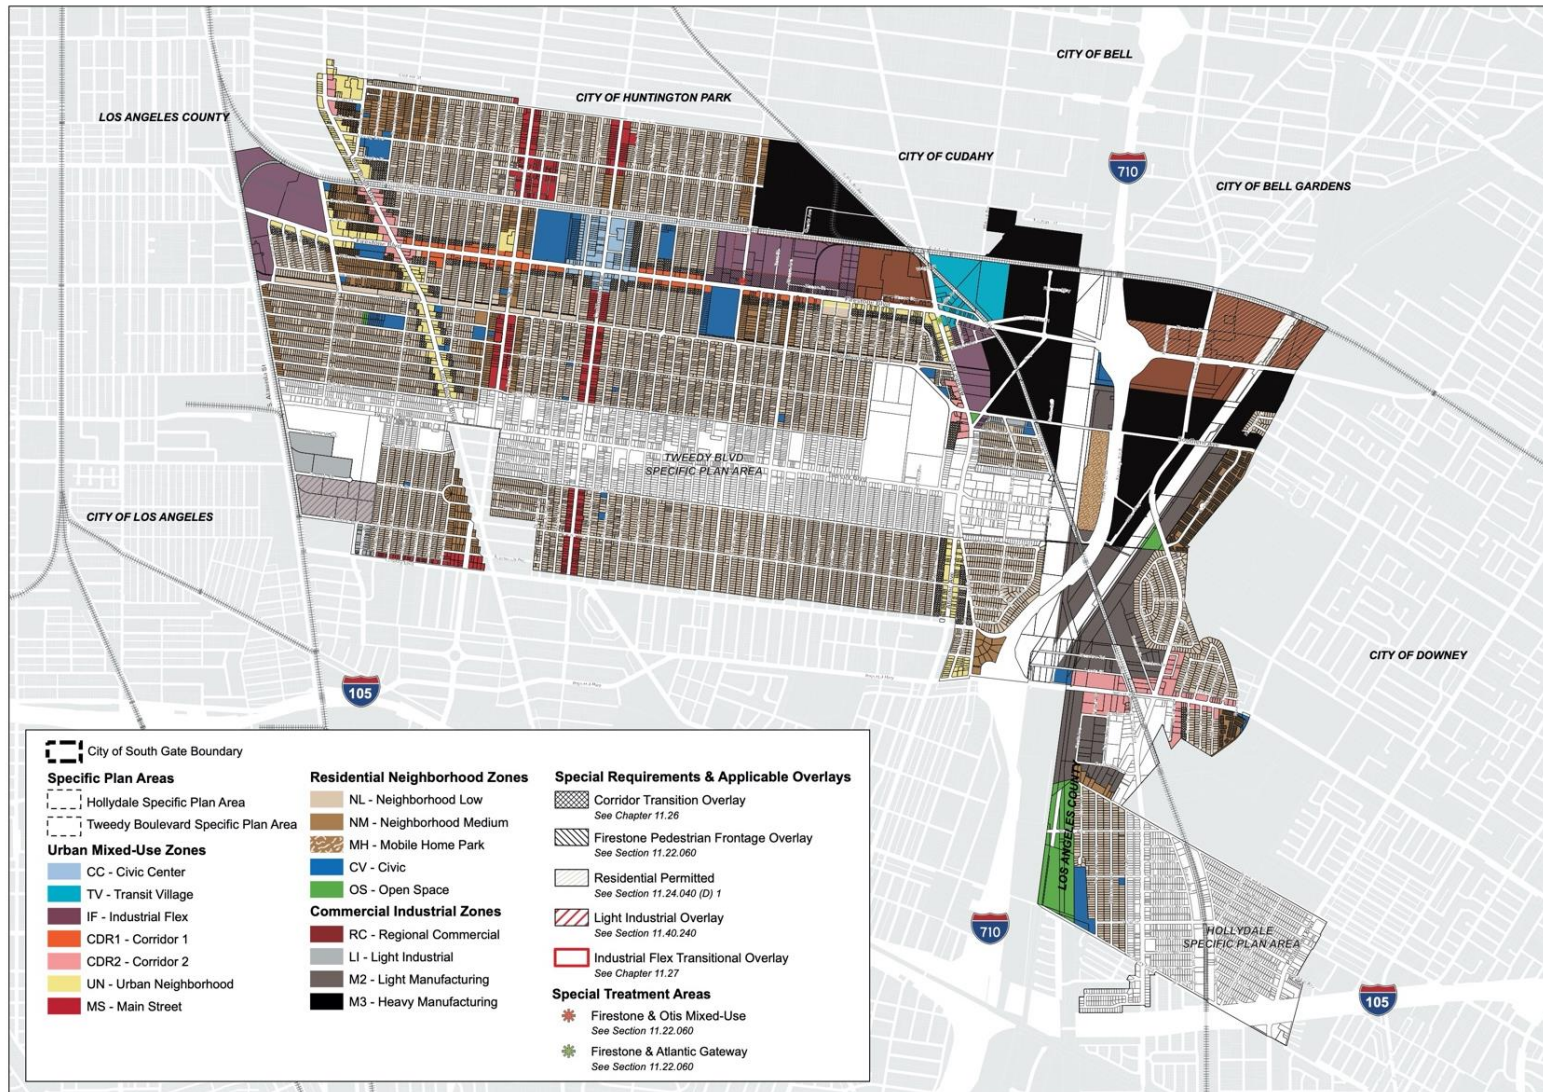 CITY OF BELL
CITY OF HUNTINGTON PARK
LOS ANGELES COUNTY
CITY OF CUDAHY
710
CITY OF BELL GARDENS
TWEEDY BLVD
SPECIFIC PLAN AREA
CITY OF LOS ANGELES
CITY OF DOWNEY
105
LOS ANGELES COUNTY
710
HOLLYDALE
SPECIFIC PLAN AREA
105
City of South Gate Boundary
Specific Plan Areas
Hollydale Specific Plan Area
Tweedy Boulevard Specific Plan Area
Urban Mixed-Use Zones
CC - Civic Center
TV - Transit Village
IF - Industrial Flex
CDR1 - Corridor 1
CDR2 - Corridor 2
UN - Urban Neighborhood
MS - Main Street
Residential Neighborhood Zones
NL - Neighborhood Low
NM - Neighborhood Medium
MH - Mobile Home Park
CV - Civic
OS - Open Space
Commercial Industrial Zones
RC - Regional Commercial
LI - Light Industrial
M2 - Light Manufacturing
M3 - Heavy Manufacturing
Special Requirements & Applicable Overlays
Corridor Transition Overlay
See Chapter 11.26
Firestone Pedestrian Frontage Overlay
See Section 11.22.060
Residential Permitted
See Section 11.24.040 (D) 1
Light Industrial Overlay
See Section 11.40.240
Industrial Flex Transitional Overlay
See Chapter 11.27
Special Treatment Areas
Firestone & Otis Mixed-Use
See Section 11.22.060
Firestone & Atlantic Gateway
See Section 11.22.060